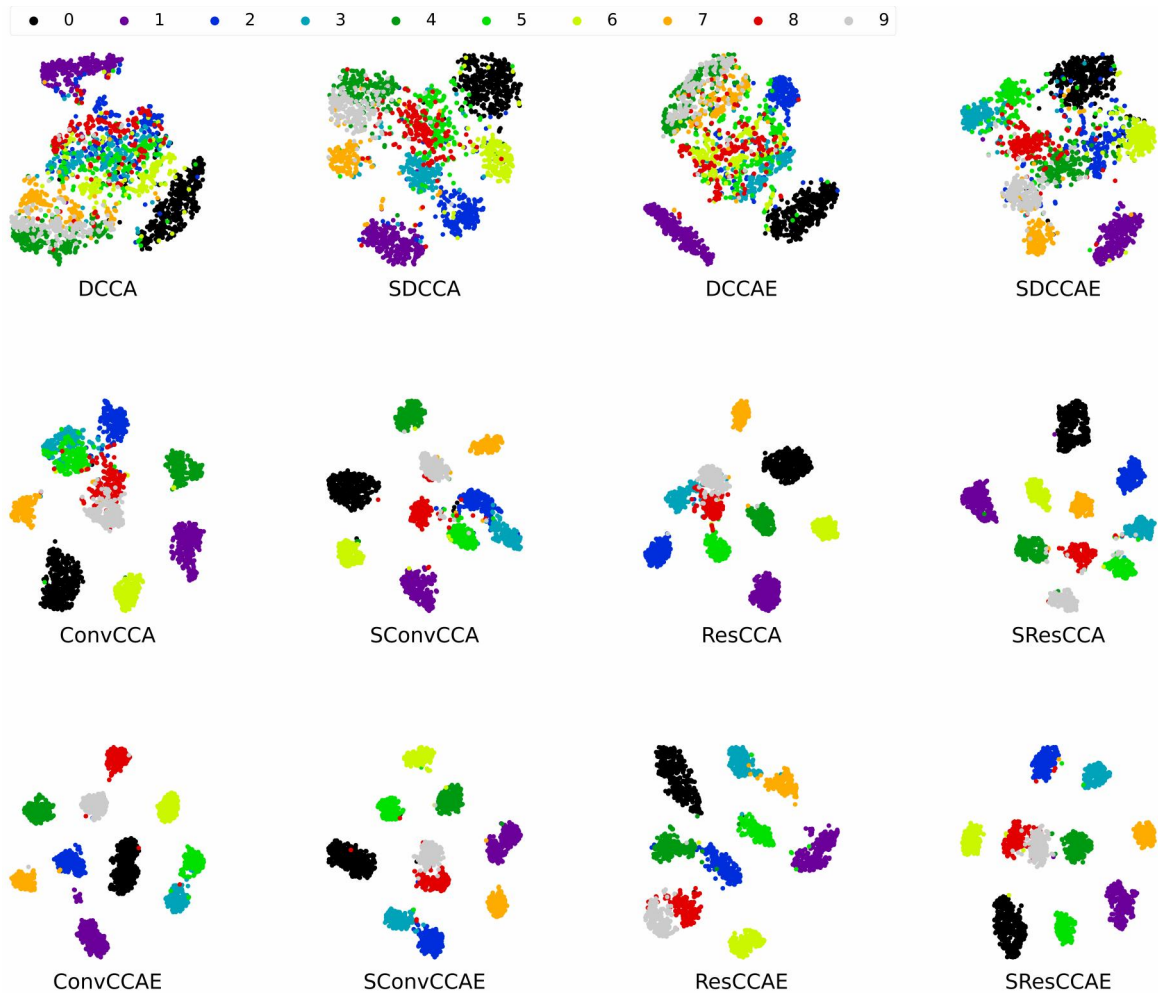 0 1 2 3 4 5 6 7 8 9
DCCA SDCCA DCCAE SDCCAE
ConvCCA SConvCCA ResCCA SResCCA
ConvCCAE SConvCCAE ResCCAE SResCCAE